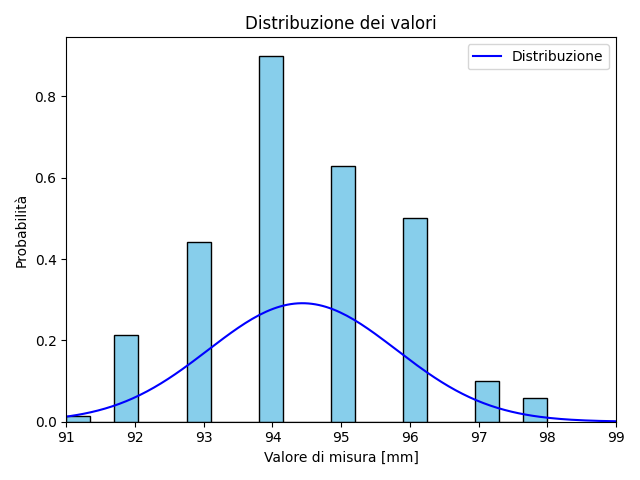 Distribuzione dei valori
Distribuzione
Probabilità
0.8
0.6
0.4
0.2
0.0
91 92 93 94 95 96 97 98 99
Valore di misura [mm]